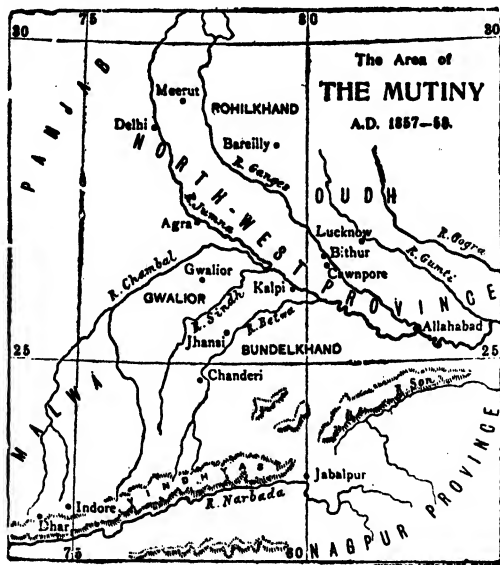 75
80
30
80
The Area of
THE MUTINY
A.D. 1857–58.
PANJAB
Meerut
ROHILKHAND
Delhi
Bareilly
NORTH-WEST PROVINCE
R. Ganges
OUDH
R. Jumna
Agra
Lucknow
R. Gogra
Bithur
R. Gumti
Cawnpore
R. Chambal
Gwalior
GWALIOR
Kalpi
R. Sindh
R. Betwa
Allahabad
Jhansi
BUNDELKHAND
25
25
Chanderi
MALWÁ
R. Son
VINDHYAS
Jabalpur
Indore
R. Narbada
Dhar
NAGPUR PROVINCE
75
80